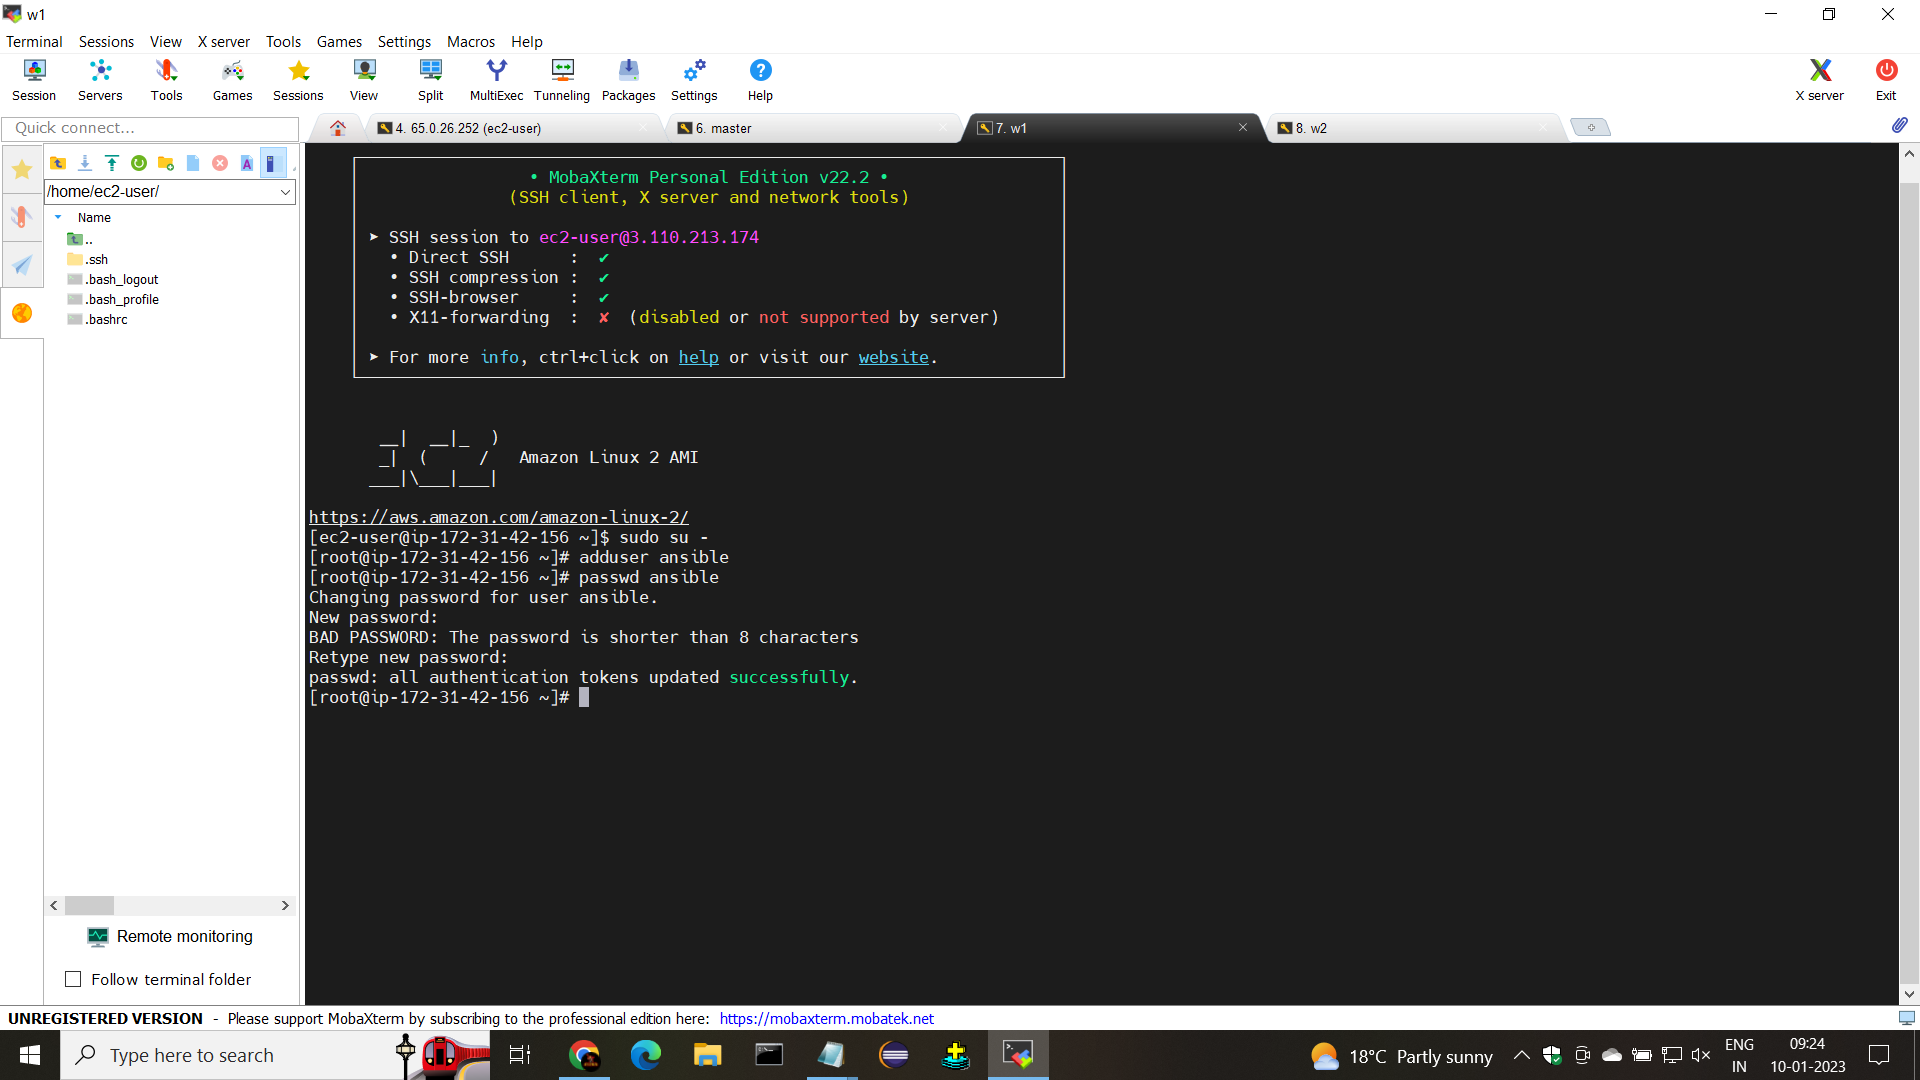 w1
Terminal Sessions View X server Tools Games Settings Macros Help
Session Servers Tools Games Sessions View Split MultiExec Tunneling Packages Settings Help X server Exit
Quick connect...
4. 65.0.26.252 (ec2-user)
6. master
7. w1
8. w2
/home/ec2-user/
Name
..
.ssh
.bash_logout
.bash_profile
.bashrc
• MobaXterm Personal Edition v22.2 •
(SSH client, X server and network tools)
➤ SSH session to ec2-user@3.110.213.174
• Direct SSH : ✔
• SSH compression : ✔
• SSH-browser : ✔
• X11-forwarding : ✘ (disabled or not supported by server)
➤ For more info, ctrl+click on help or visit our website.
__| __|_ )
_| ( / Amazon Linux 2 AMI
___|\___|___|
https://aws.amazon.com/amazon-linux-2/
[ec2-user@ip-172-31-42-156 ~]$ sudo su -
[root@ip-172-31-42-156 ~]# adduser ansible
[root@ip-172-31-42-156 ~]# passwd ansible
Changing password for user ansible.
New password:
BAD PASSWORD: The password is shorter than 8 characters
Retype new password:
passwd: all authentication tokens updated successfully.
[root@ip-172-31-42-156 ~]#
Remote monitoring
Follow terminal folder
UNREGISTERED VERSION - Please support MobaXterm by subscribing to the professional edition here: https://mobaxterm.mobatek.net
Type here to search
18°C Partly sunny
ENG
IN
09:24
10-01-2023